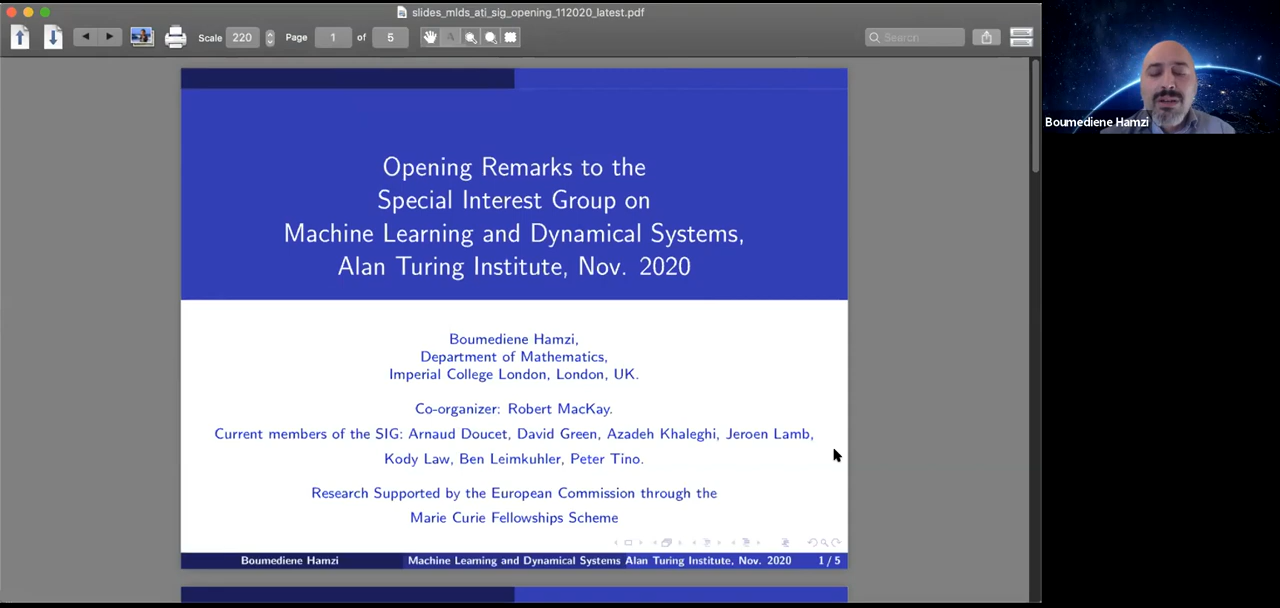 slides_mlds_ati_sig_opening_112020_latest.pdf
Scale 220 Page 1 of 5 Search
Boumediene Hamzi
Opening Remarks to the
Special Interest Group on
Machine Learning and Dynamical Systems,
Alan Turing Institute, Nov. 2020
Boumediene Hamzi,
Department of Mathematics,
Imperial College London, London, UK.
Co-organizer: Robert MacKay.
Current members of the SIG: Arnaud Doucet, David Green, Azadeh Khaleghi, Jeroen Lamb,
Kody Law, Ben Leimkuhler, Peter Tino.
Research Supported by the European Commission through the
Marie Curie Fellowships Scheme
Boumediene Hamzi Machine Learning and Dynamical Systems Alan Turing Institute, Nov. 2020 1 / 5